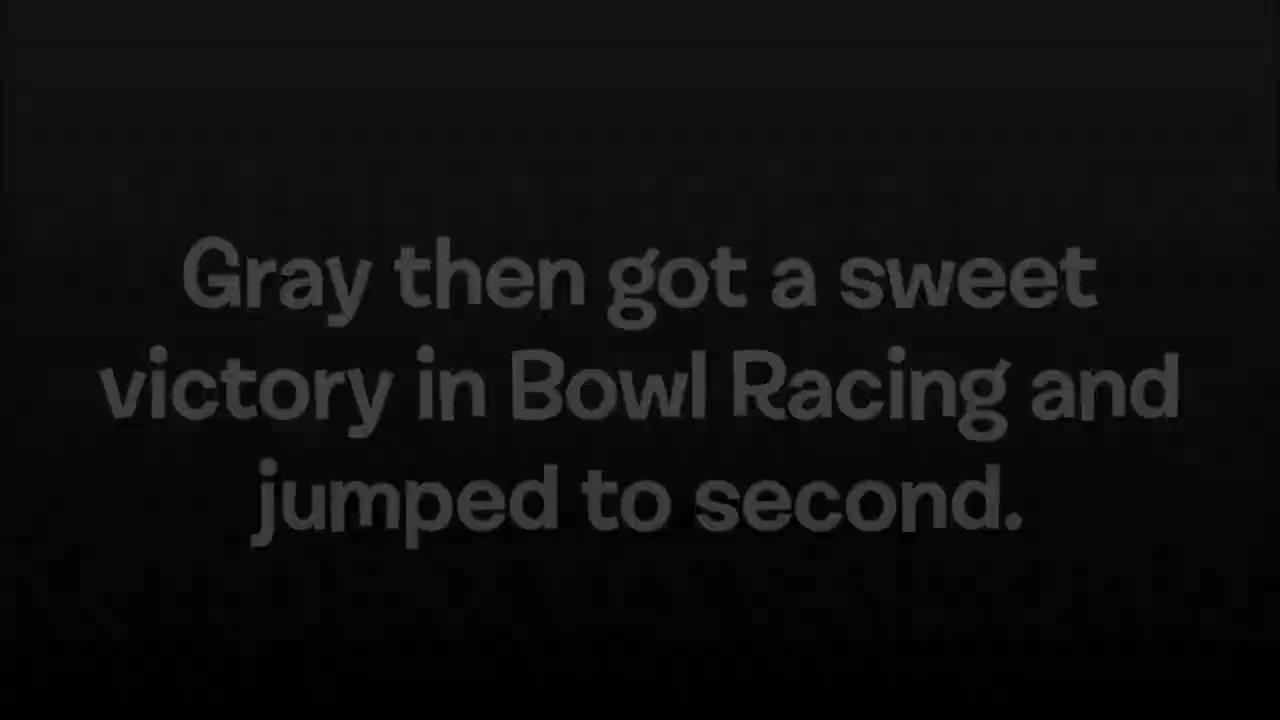 Gray then got a sweet
victory in Bowl Racing and
jumped to second.